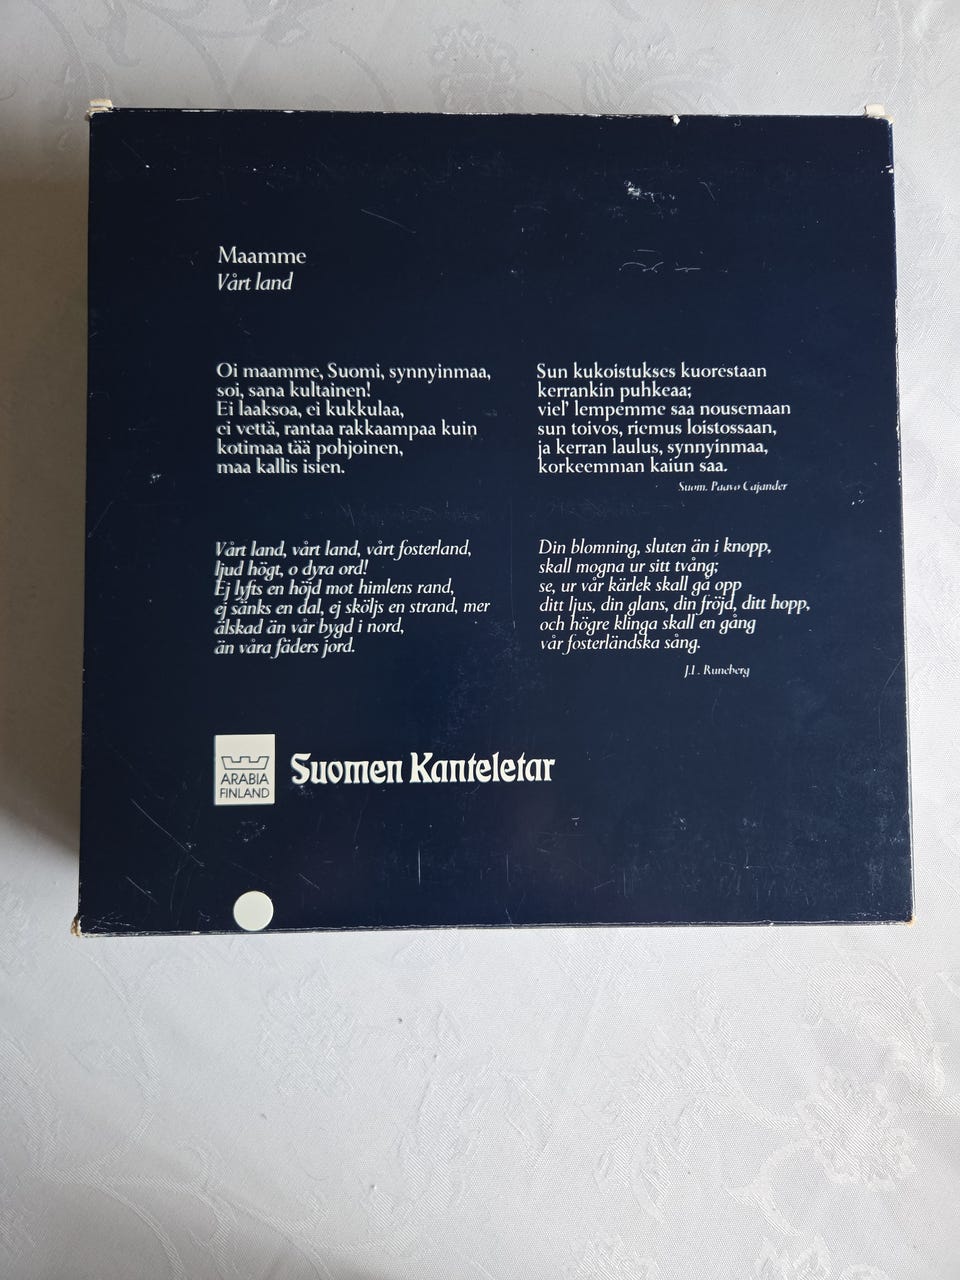 Maamme
Vårt land
Oi maamme, Suomi, synnyinmaa,
soi, sana kultainen!
Ei laaksoa, ei kukkulaa,
ei vettä, rantaa rakkaampaa kuin
kotimaa tää pohjoinen,
maa kallis isien.
Sun kukoistukses kuorestaan
kerrankin puhkeaa;
viel' lempemme saa nousemaan
sun toivos, riemus loistossaan,
ja kerran laulus, synnyinmaa,
korkeemman kaiun saa.
Suom. Paavo Cajander
Vårt land, vårt land, vårt fosterland,
ljud högt, o dyra ord!
Ej lyfts en höjd mot himlens rand,
ej sänks en dal, ej sköljs en strand, mer
älskad än vår bygd i nord,
än våra fäders jord.
Din blomning, sluten än i knopp,
skall mogna ur sitt tvång;
se, ur vår kärlek skall gå opp
ditt ljus, din glans, din fröjd, ditt hopp,
och högre klinga skall en gång
vår fosterländska sång.
J.L. Runeberg
ARABIA
FINLAND
Suomen Kanteletar